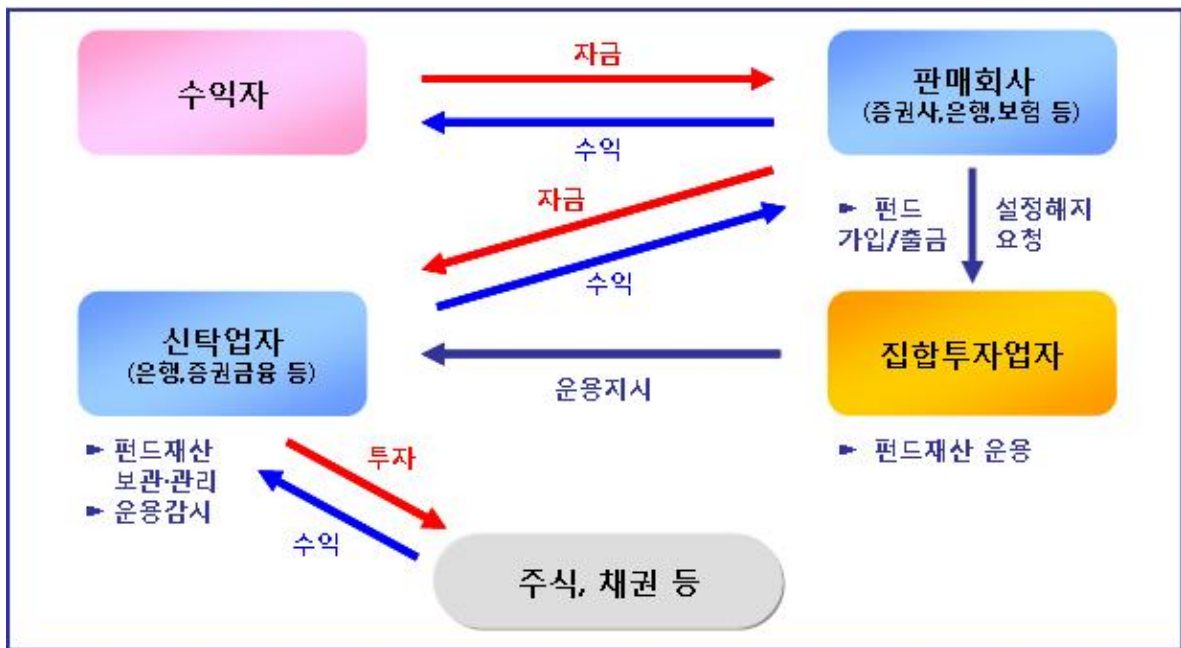 자금
수익자
판매회사
(증권사,은행,보험 등)
수익
자금
► 펀드
가입/출금
설정해지
요청
수익
신탁업자
(은행,증권금융 등)
집합투자업자
운용지시
► 펀드재산
보관·관리
► 운용감시
투자
► 펀드재산 운용
수익
주식, 채권 등